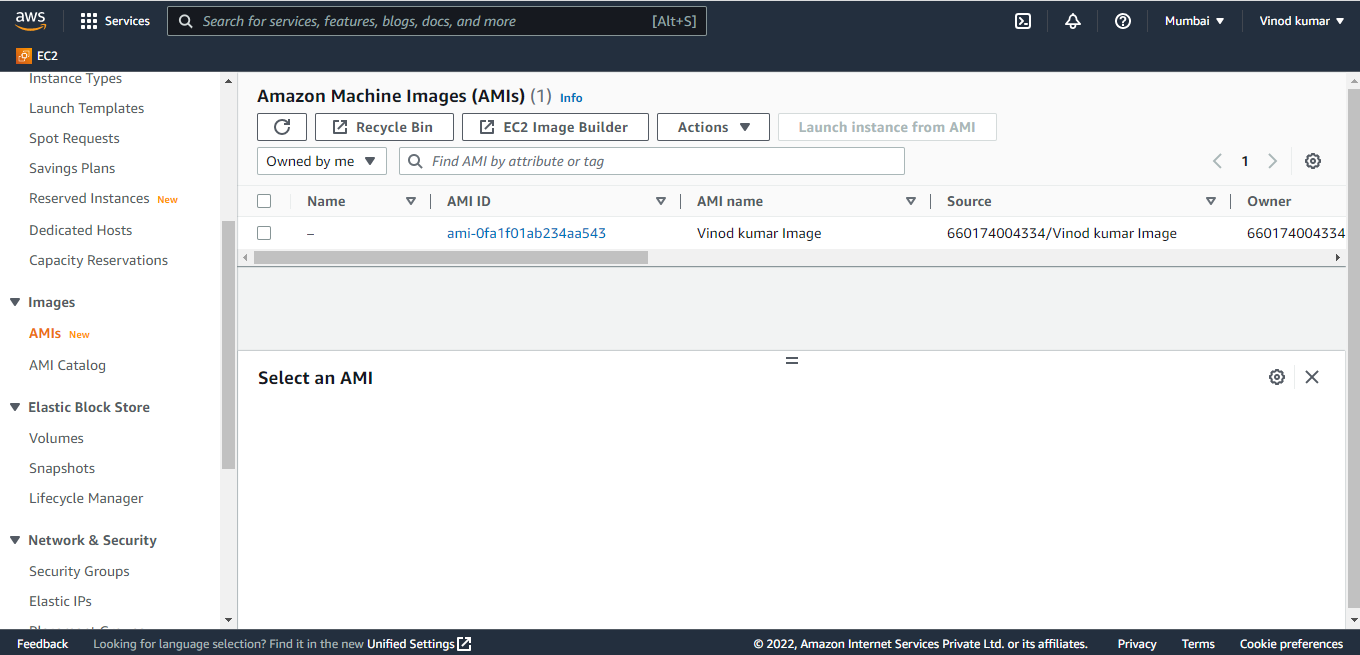 aws Services Search for services, features, blogs, docs, and more [Alt+S] Mumbai Vinod kumar
EC2
Instance Types
Launch Templates
Spot Requests
Savings Plans
Reserved Instances New
Dedicated Hosts
Capacity Reservations
Images
AMIs New
AMI Catalog
Elastic Block Store
Volumes
Snapshots
Lifecycle Manager
Network & Security
Security Groups
Elastic IPs
Amazon Machine Images (AMIs) (1) Info
Recycle Bin EC2 Image Builder Actions Launch instance from AMI
Owned by me Find AMI by attribute or tag 1
Name AMI ID AMI name Source Owner
– ami-0fa1f01ab234aa543 Vinod kumar Image 660174004334/Vinod kumar Image 660174004334
Select an AMI
Feedback Looking for language selection? Find it in the new Unified Settings © 2022, Amazon Internet Services Private Ltd. or its affiliates. Privacy Terms Cookie preferences